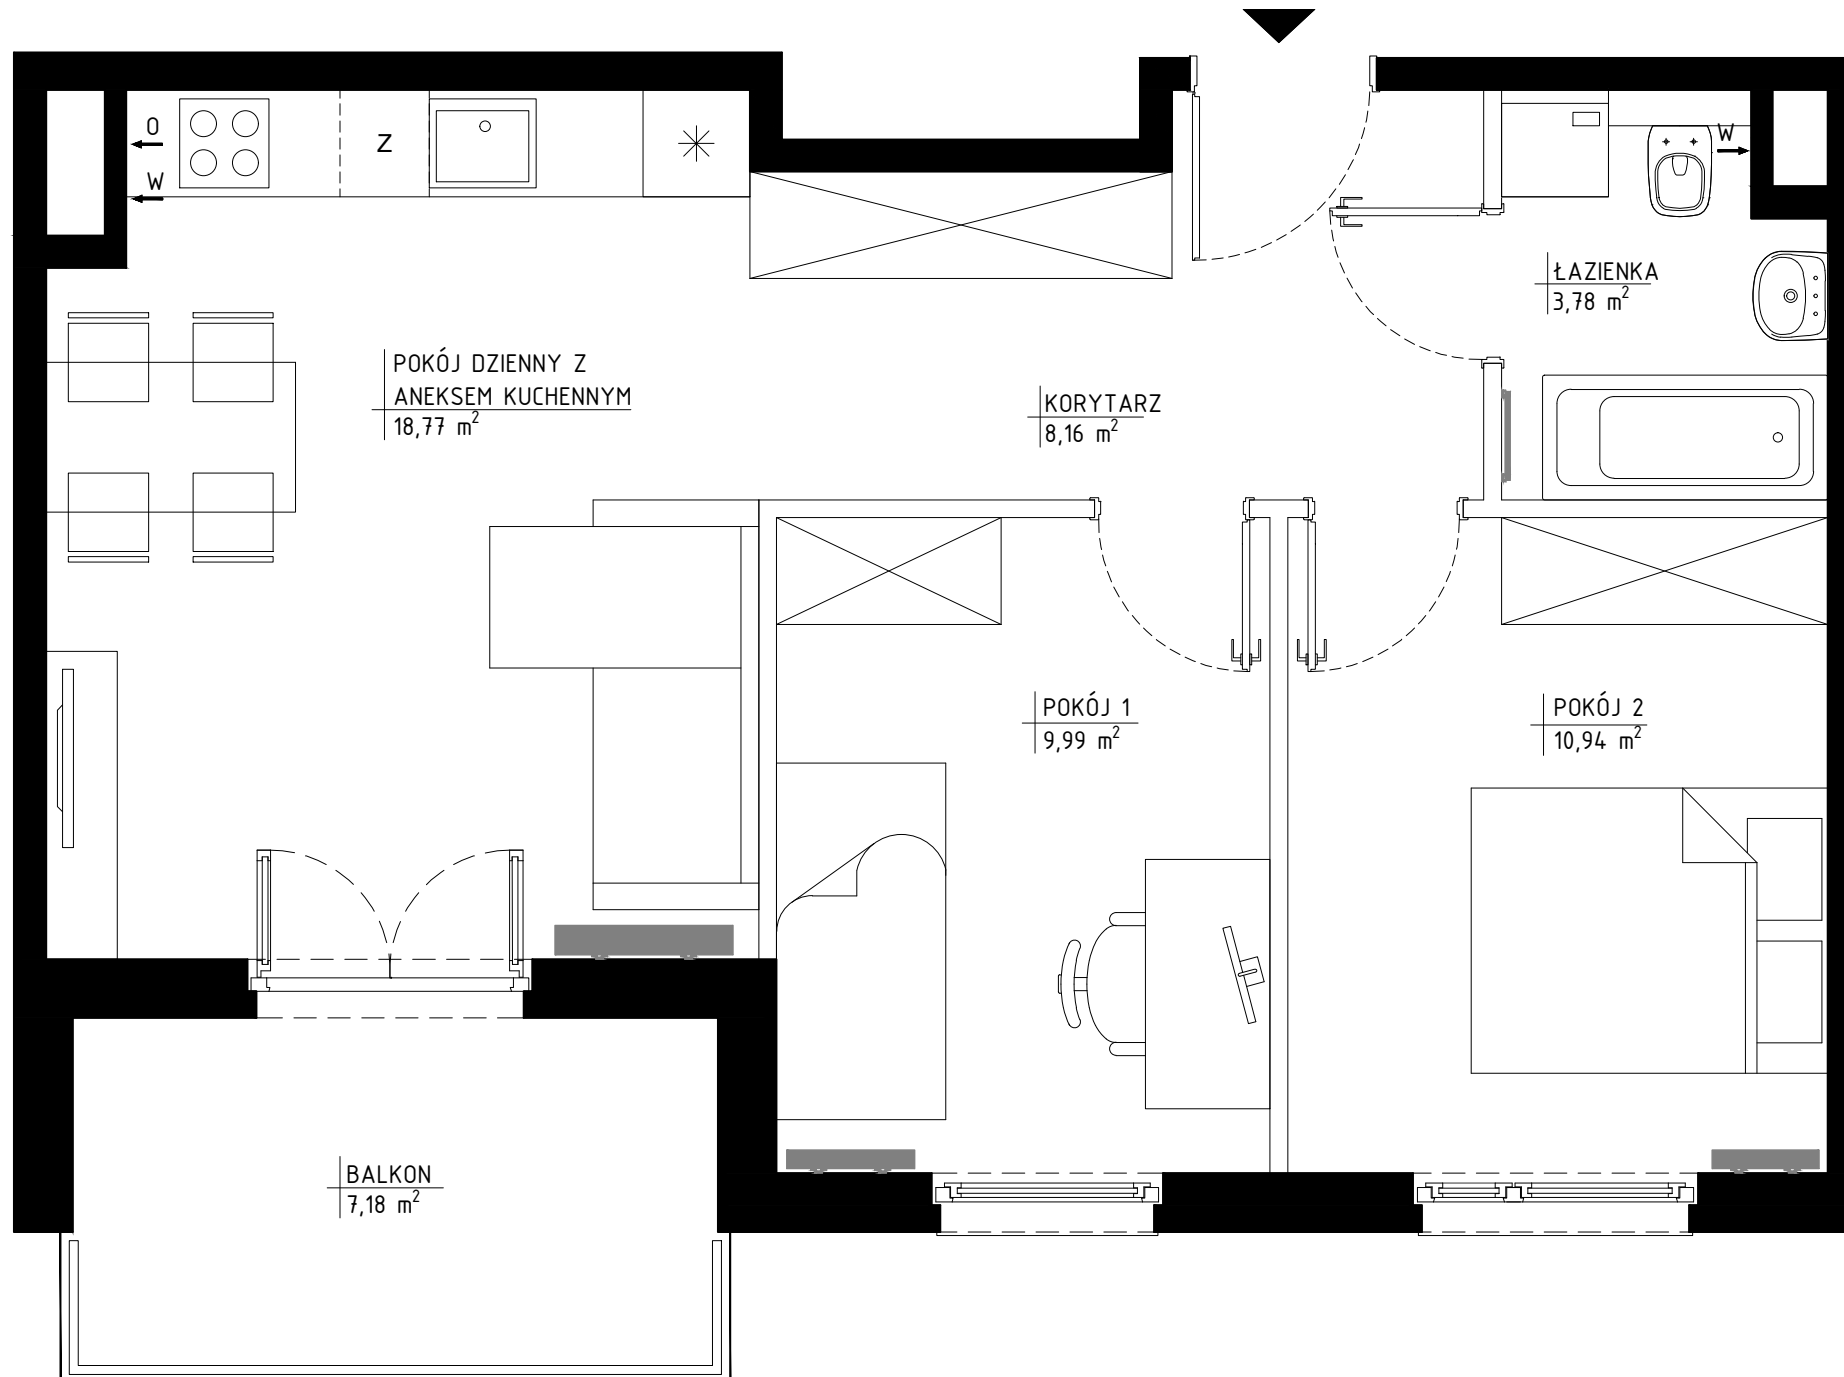 O
Z
W
W
ŁAZIENKA
3,78 m²
POKÓJ DZIENNY Z
ANEKSEM KUCHENNYM
18,77 m²
KORYTARZ
8,16 m²
POKÓJ 1
9,99 m²
POKÓJ 2
10,94 m²
BALKON
7,18 m²